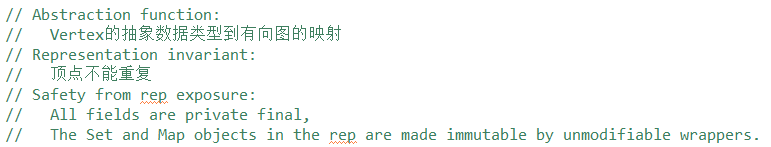 // Abstraction function:
//   Vertex的抽象数据类型到有向图的映射
// Representation invariant:
//   顶点不能重复
// Safety from rep exposure:
//   All fields are private final,
//   The Set and Map objects in the rep are made immutable by unmodifiable wrappers.